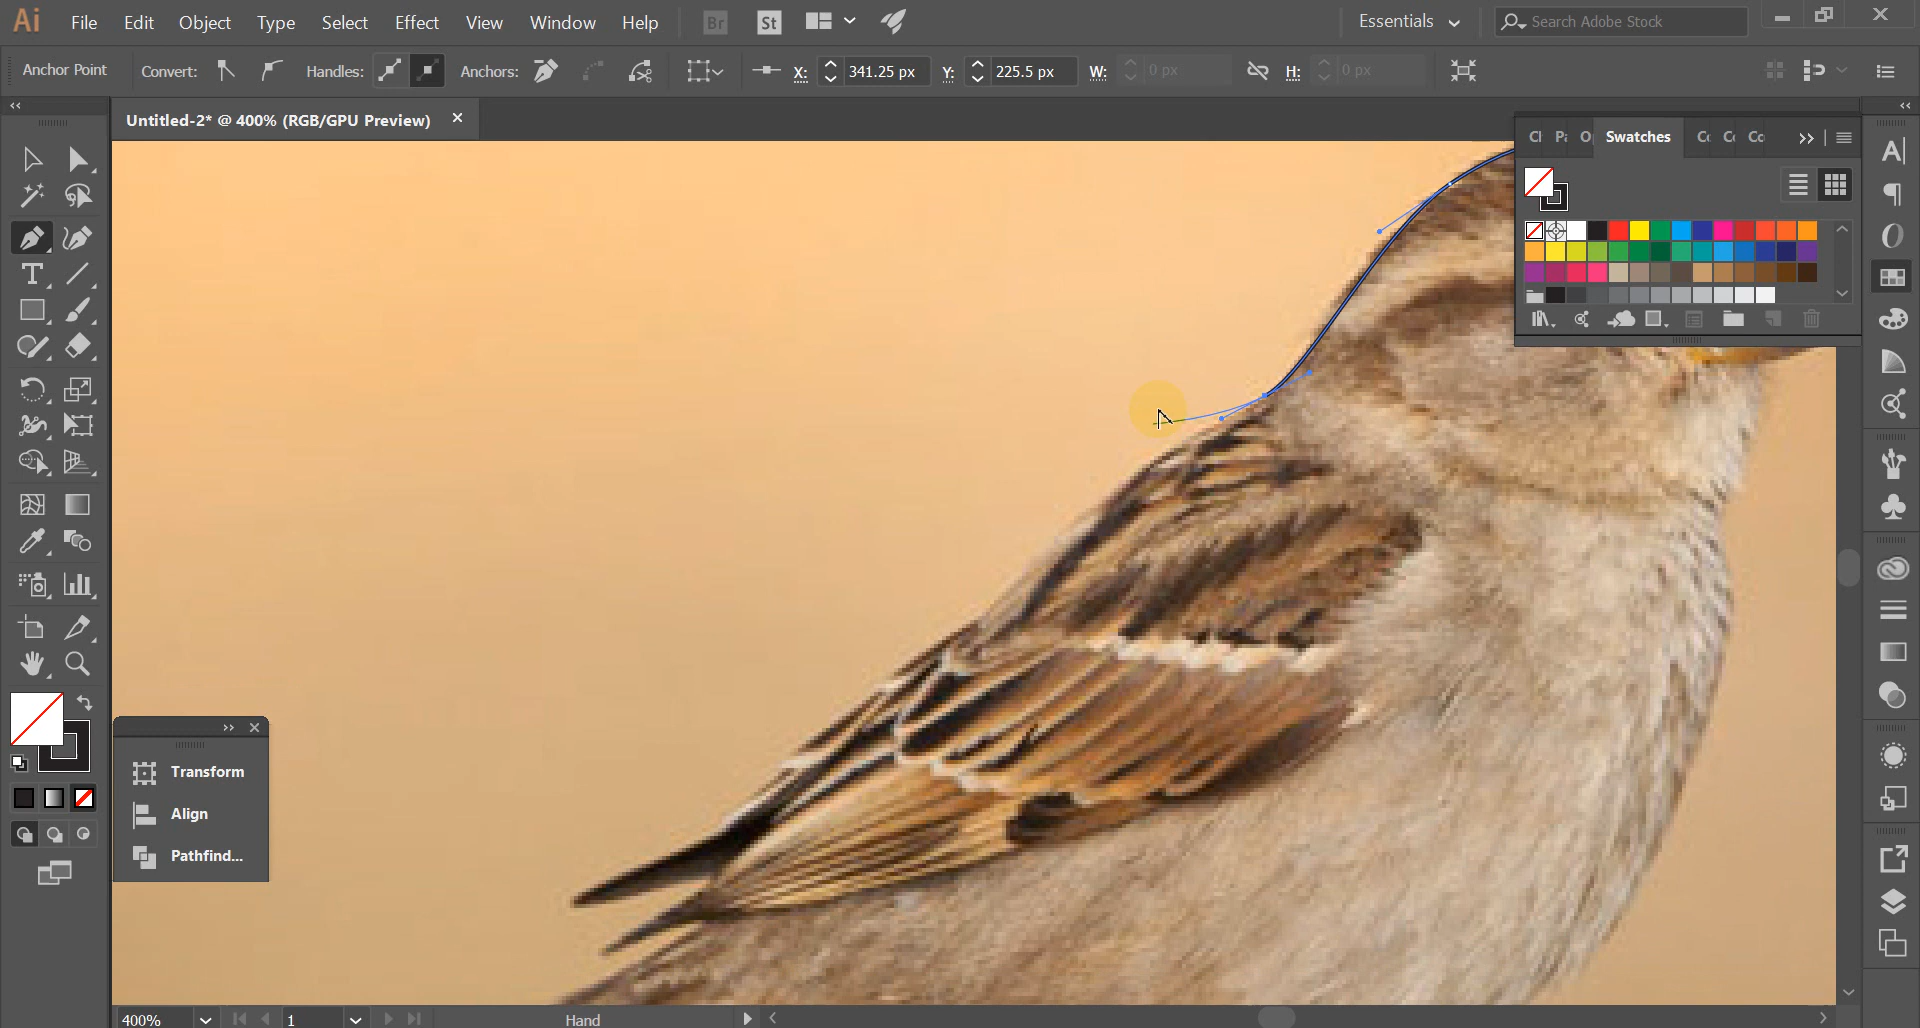 Ai File Edit Object Type Select Effect View Window Help Br St Essentials Search Adobe Stock
Anchor Point Convert: Handles: Anchors: X: 341.25 px Y: 225.5 px W: 0 px H: 0 px
Untitled-2* @ 400% (RGB/GPU Preview)
Swatches
Transform
Align
Pathfind...
400% 1 Hand